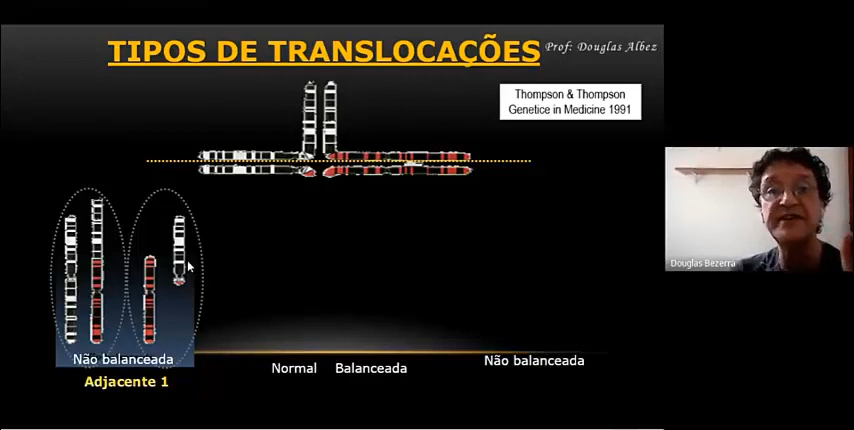 TIPOS DE TRANSLOCAÇÕES
Prof: Douglas Albez
Thompson & Thompson
Genetice in Medicine 1991
Douglas Bezerra
Não balanceada
Adjacente 1
Normal
Balanceada
Não balanceada